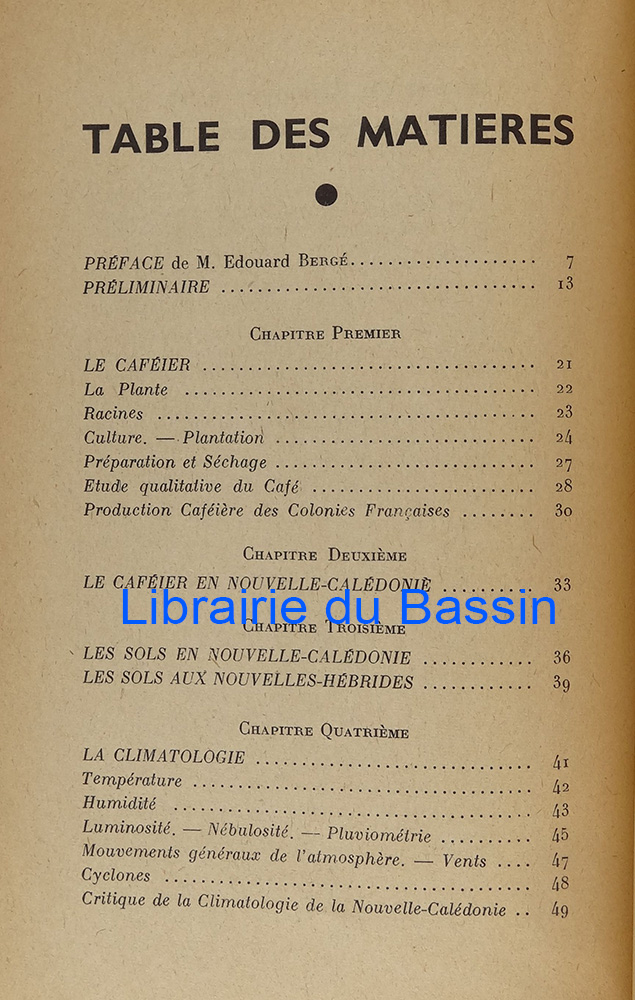 TABLE DES MATIERES
PRÉFACE de M. Edouard BERGÉ.................... 7
PRÉLIMINAIRE ................................ 13
CHAPITRE PREMIER
LE CAFÉIER .................................. 21
La Plante .................................... 22
Racines ...................................... 23
Culture. — Plantation .......................... 24
Préparation et Séchage .......................... 27
Etude qualitative du Café ....................... 28
Production Caféière des Colonies Françaises ........ 30
CHAPITRE DEUXIÈME
LE CAFÉIER EN NOUVELLE-CALÉDONIE .......... 33
Librairie du Bassin
CHAPITRE TROISIÈME
LES SOLS EN NOUVELLE-CALÉDONIE ............ 36
LES SOLS AUX NOUVELLES-HÉBRIDES ............ 39
CHAPITRE QUATRIÈME
LA CLIMATOLOGIE ............................ 41
Température .................................. 42
Humidité .................................... 43
Luminosité. — Nébulosité. — Pluviométrie .......... 45
Mouvements généraux de l'atmosphère. — Vents .... 47
Cyclones .................................... 48
Critique de la Climatologie de la Nouvelle-Calédonie .. 49